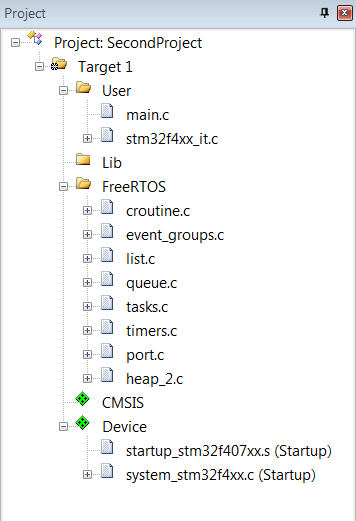 Project
Project: SecondProject
Target 1
User
main.c
stm32f4xx_it.c
Lib
FreeRTOS
croutine.c
event_groups.c
list.c
queue.c
tasks.c
timers.c
port.c
heap_2.c
CMSIS
Device
startup_stm32f407xx.s (Startup)
system_stm32f4xx.c (Startup)